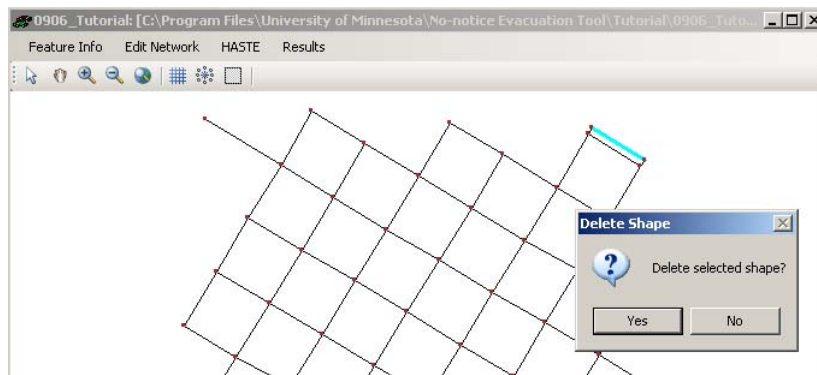 0906_Tutorial: [C:\Program Files\University of Minnesota\No-notice Evacuation Tool\Tutorial\0906_Tuto...
Feature Info Edit Network HASTE Results
Delete Shape
Delete selected shape?
Yes No